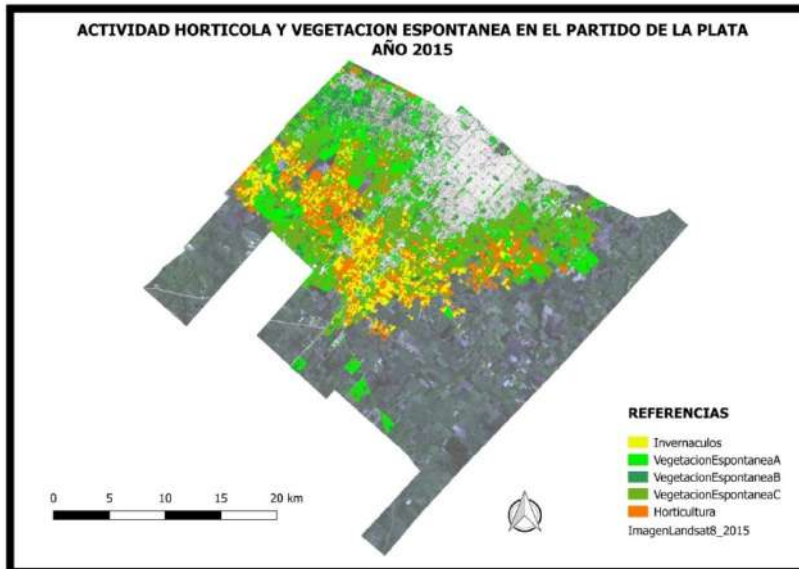 ACTIVIDAD HORTICOLA Y VEGETACION ESPONTANEA EN EL PARTIDO DE LA PLATA
AÑO 2015
REFERENCIAS
Invernaculos
VegetacionEspontaneaA
VegetacionEspontaneaB
VegetacionEspontaneaC
Horticultura
ImagenLandsat8_2015
0 5 10 15 20 km